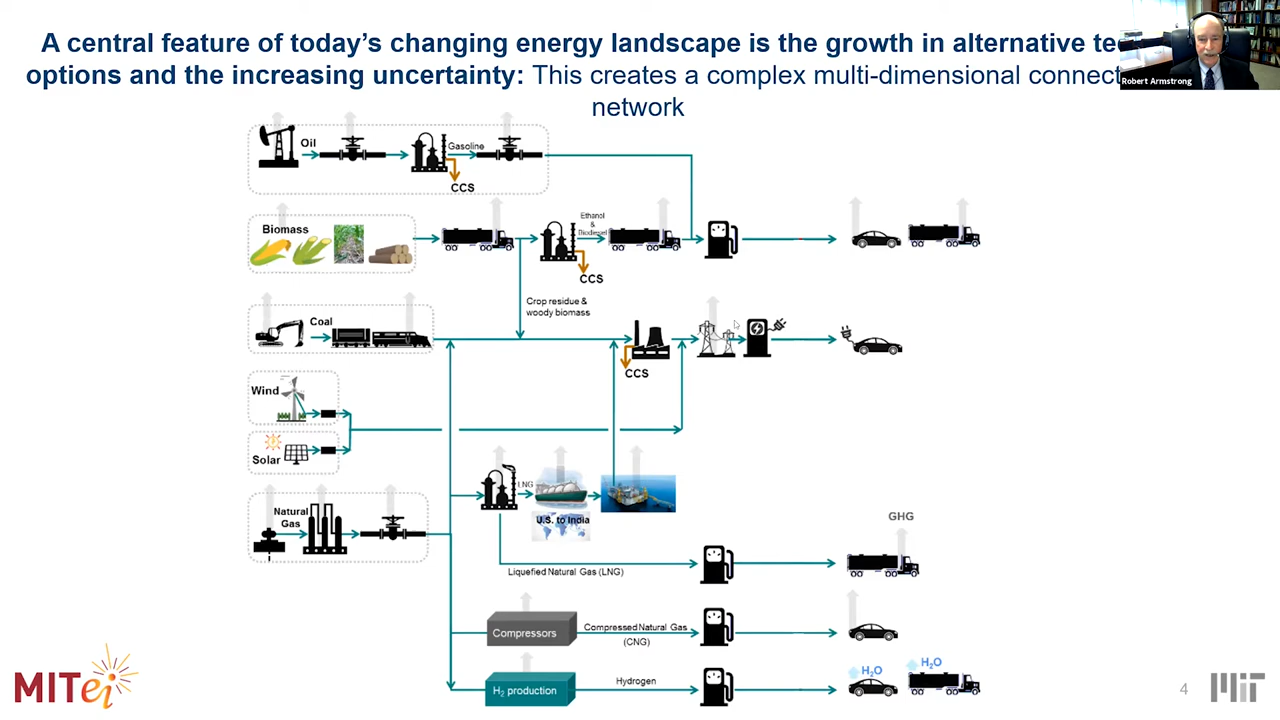 A central feature of today's changing energy landscape is the growth in alternative
options and the increasing uncertainty: This creates a complex multi-dimensional
network
Robert Armstrong
Oil
Gasoline
CCS
Biomass
Ethanol
&
Biodiesel
CCS
Crop residue &
woody biomass
Coal
CCS
Wind
Solar
LNG
U.S. to India
Natural
Gas
GHG
Liquefied Natural Gas (LNG)
Compressors
Compressed Natural Gas
(CNG)
H₂O
H₂O
H₂ production
Hydrogen
MITei
4
MIT